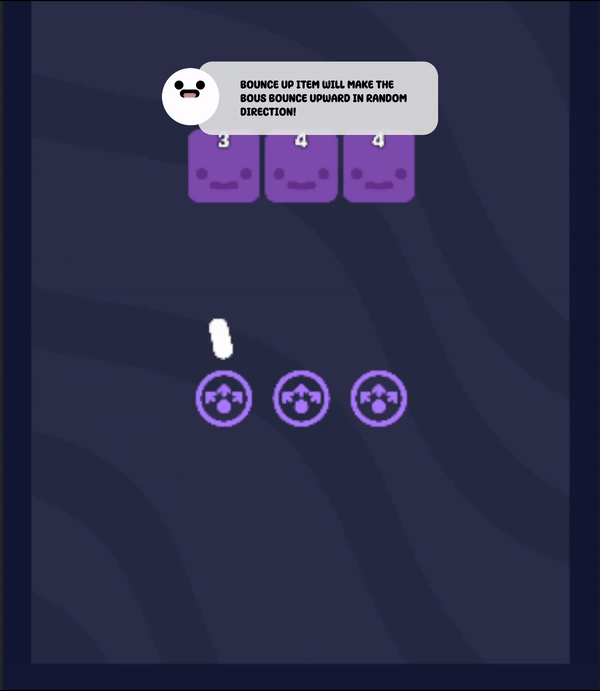 BOUNCE UP ITEM WILL MAKE THE
BOUS BOUNCE UPWARD IN RANDOM
DIRECTION!
3 4 4